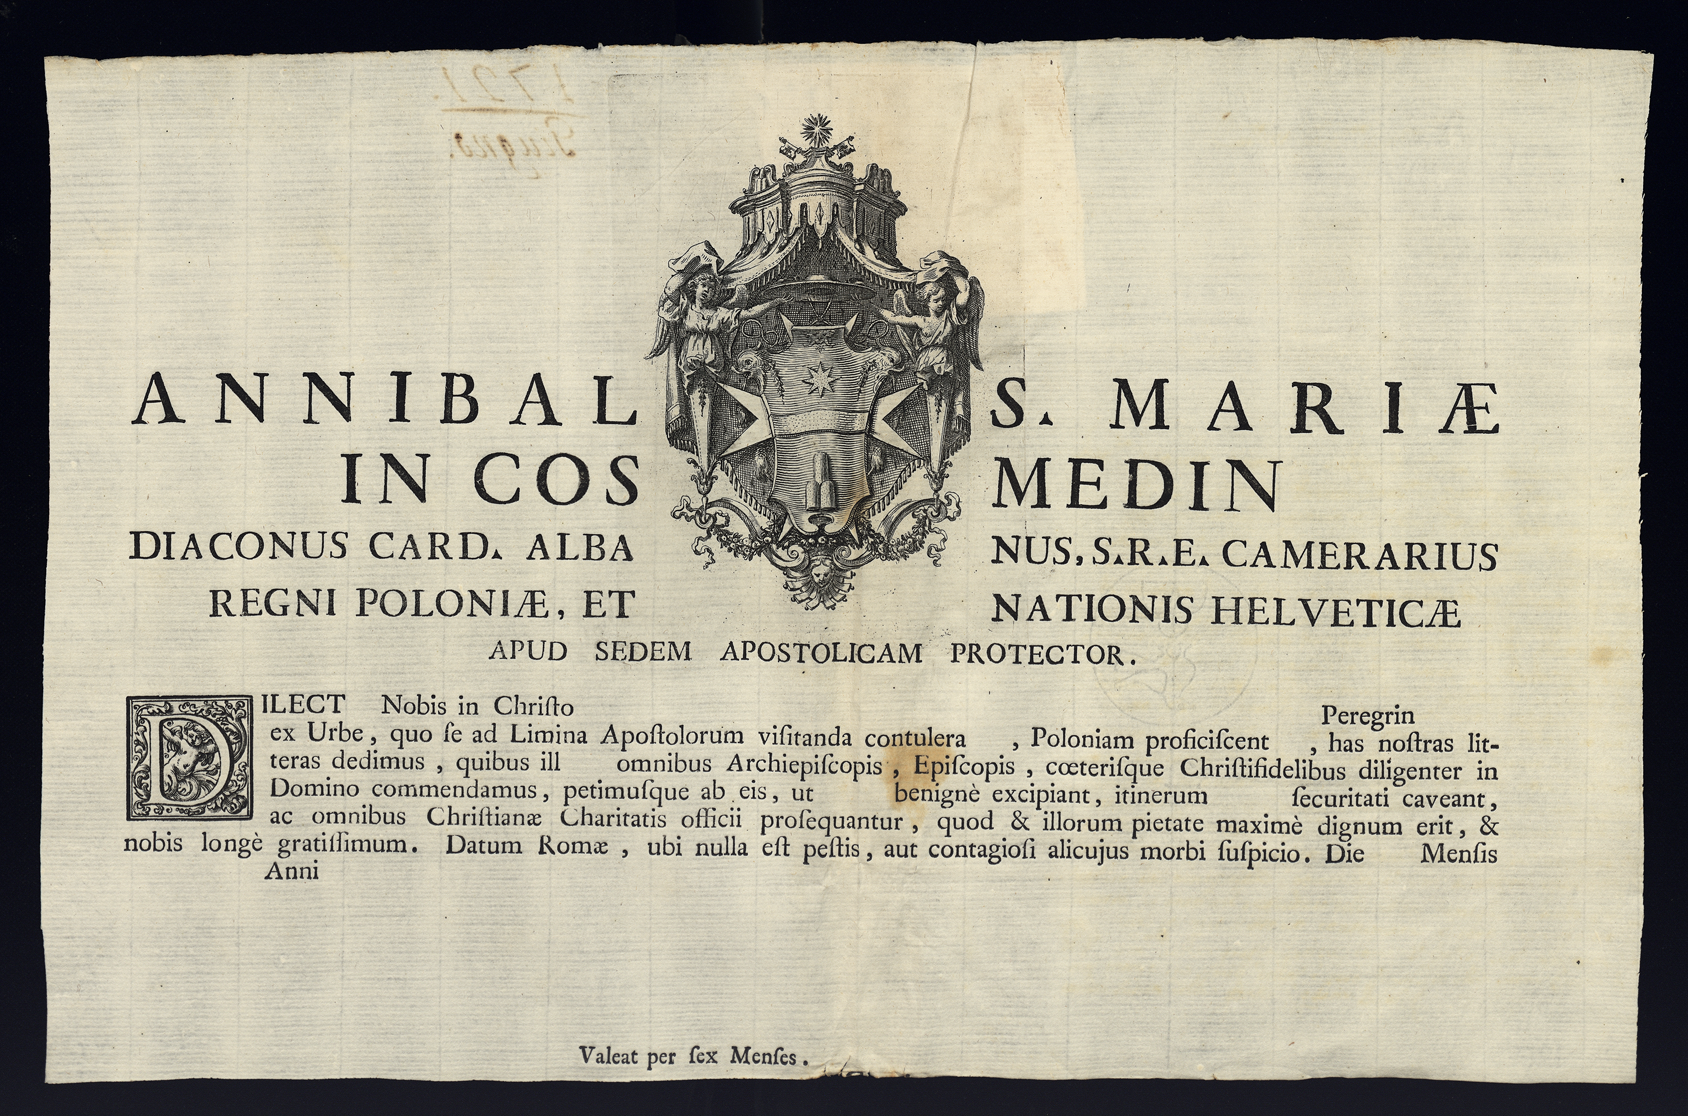 1721.
Giugno.
ANNIBAL S. MARIÆ
IN COS MEDIN
DIACONUS CARD. ALBA NUS, S.R.E. CAMERARIUS
REGNI POLONIÆ, ET NATIONIS HELVETICÆ
APUD SEDEM APOSTOLICAM PROTECTOR.
DILECT Nobis in Chriſto Peregrin
ex Urbe, quo ſe ad Limina Apoſtolorum viſitanda contulera , Poloniam proficiſcent , has noſtras lit-
teras dedimus, quibus ill omnibus Archiepiſcopis, Epiſcopis, cœteriſque Chriſtifidelibus diligenter in
Domino commendamus, petimuſque ab eis, ut benignè excipiant, itinerum ſecuritati caveant,
ac omnibus Chriſtianæ Charitatis officii proſequantur, quod & illorum pietate maximè dignum erit, &
nobis longè gratiſſimum. Datum Romæ, ubi nulla eſt peſtis, aut contagioſi alicujus morbi ſuſpicio. Die Menſis
Anni
Valeat per ſex Menſes.